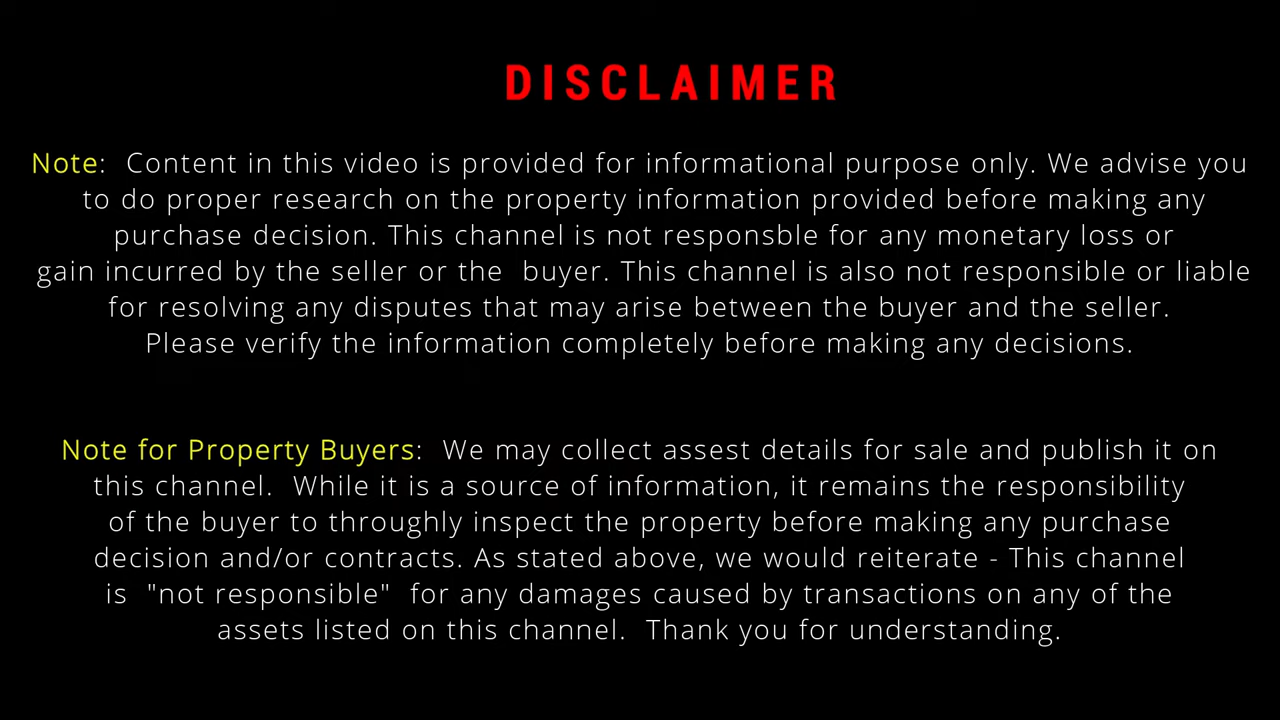 DISCLAIMER
Note:  Content in this video is provided for informational purpose only. We advise you
to do proper research on the property information provided before making any
purchase decision. This channel is not responsble for any monetary loss or
gain incurred by the seller or the  buyer. This channel is also not responsible or liable
for resolving any disputes that may arise between the buyer and the seller.
Please verify the information completely before making any decisions.
Note for Property Buyers:  We may collect assest details for sale and publish it on
this channel.  While it is a source of information, it remains the responsibility
of the buyer to throughly inspect the property before making any purchase
decision and/or contracts. As stated above, we would reiterate - This channel
is  "not responsible"  for any damages caused by transactions on any of the
assets listed on this channel.  Thank you for understanding.